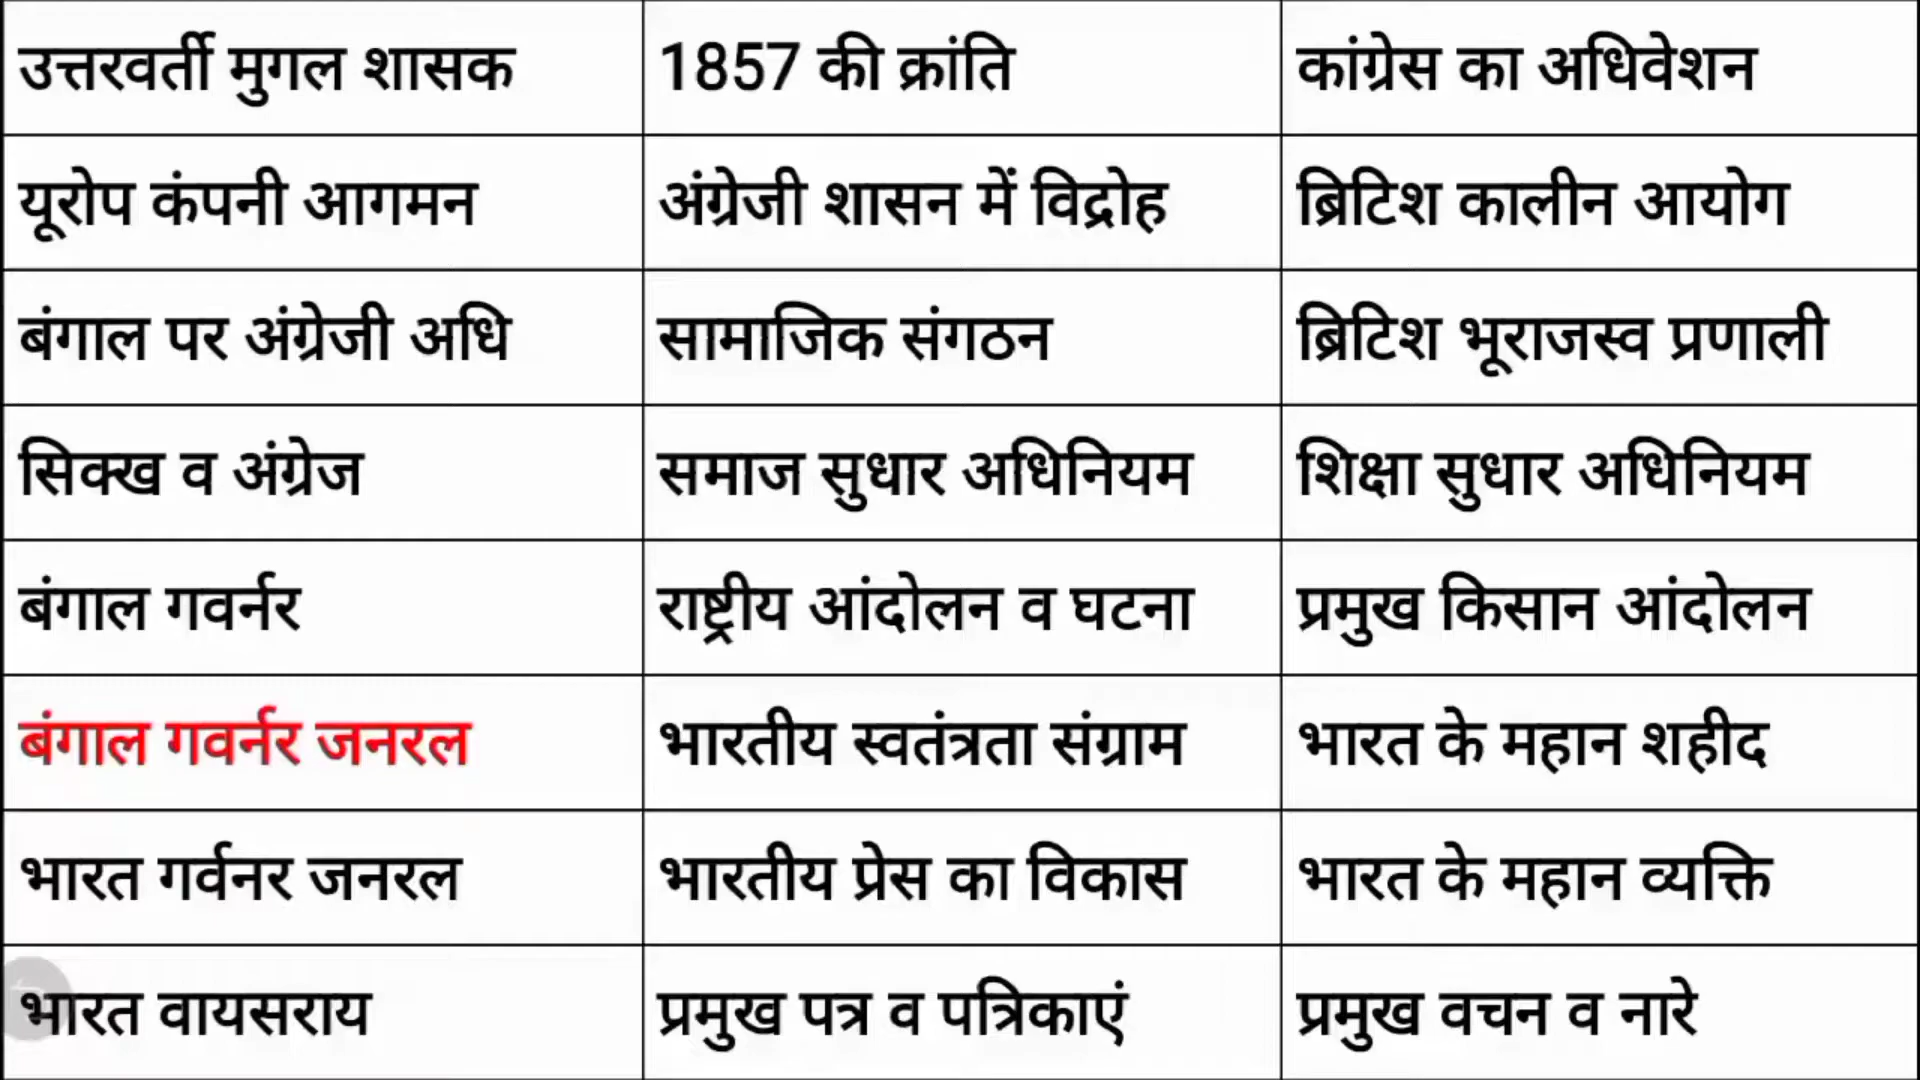 उत्तरवर्ती मुगल शासक
1857 की क्रांति
कांग्रेस का अधिवेशन
यूरोप कंपनी आगमन
अंग्रेजी शासन में विद्रोह
ब्रिटिश कालीन आयोग
बंगाल पर अंग्रेजी अधि
सामाजिक संगठन
ब्रिटिश भूराजस्व प्रणाली
सिक्ख व अंग्रेज
समाज सुधार अधिनियम
शिक्षा सुधार अधिनियम
बंगाल गवर्नर
राष्ट्रीय आंदोलन व घटना
प्रमुख किसान आंदोलन
बंगाल गवर्नर जनरल
भारतीय स्वतंत्रता संग्राम
भारत के महान शहीद
भारत गर्वनर जनरल
भारतीय प्रेस का विकास
भारत के महान व्यक्ति
भारत वायसराय
प्रमुख पत्र व पत्रिकाएं
प्रमुख वचन व नारे